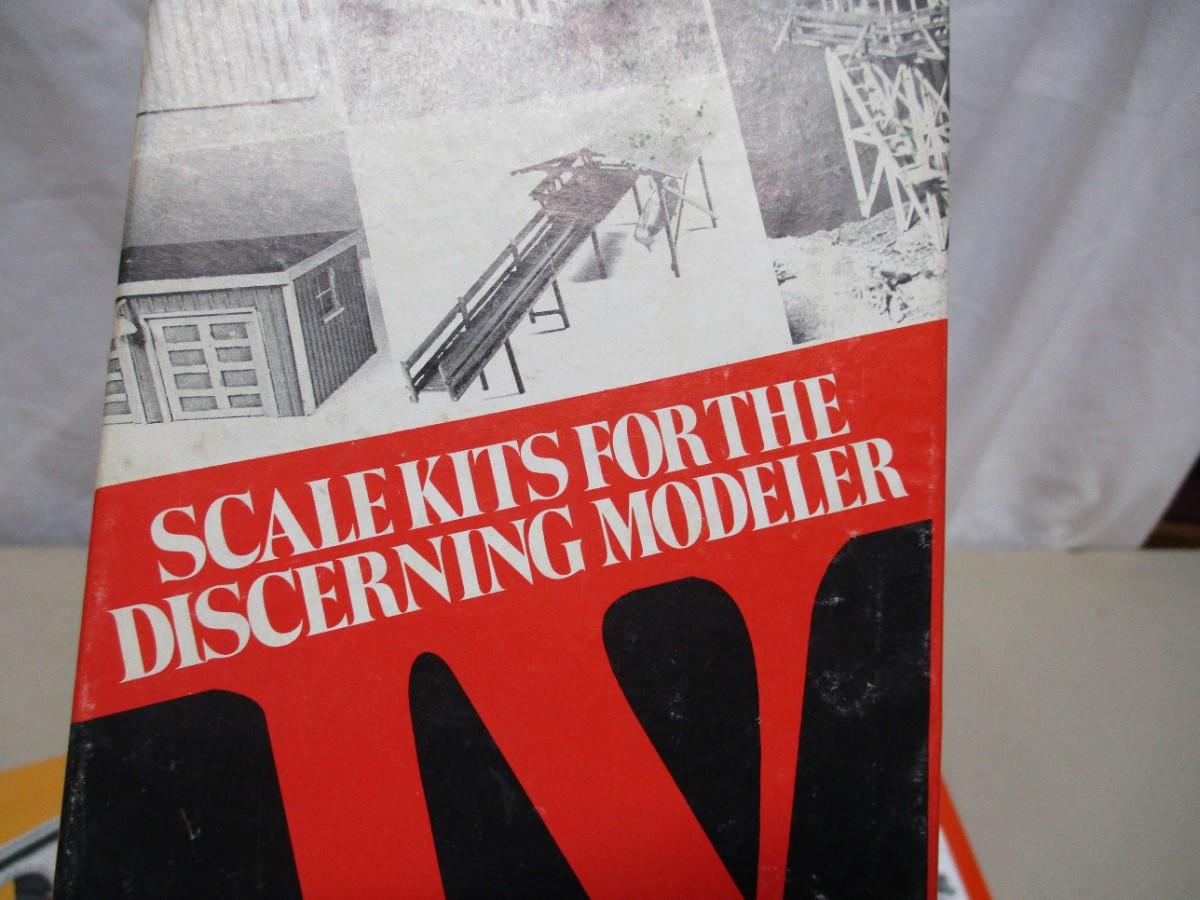 SCALE KITS FOR THE
DISCERNING MODELER